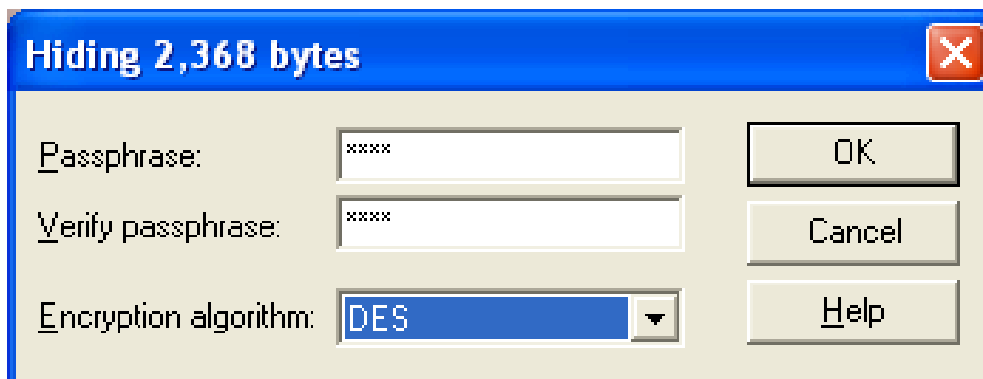 Hiding 2,368 bytes
Passphrase: ****
OK
Verify passphrase: ****
Cancel
Encryption algorithm: DES
Help